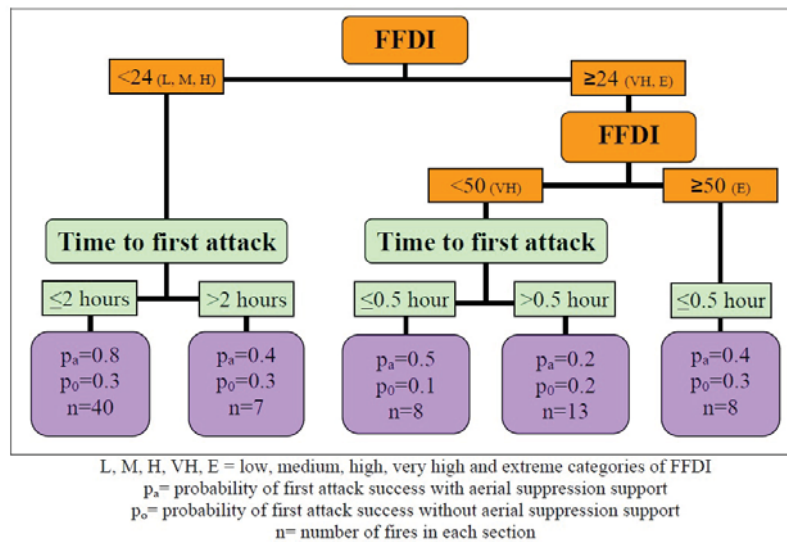 FFDI
<24 (L, M, H)
≥24 (VH, E)
FFDI
<50 (VH)
≥50 (E)
Time to first attack
Time to first attack
≤2 hours
>2 hours
≤0.5 hour
>0.5 hour
≤0.5 hour
pa=0.8
p0=0.3
n=40
pa=0.4
p0=0.3
n=7
pa=0.5
p0=0.1
n=8
pa=0.2
p0=0.2
n=13
pa=0.4
p0=0.3
n=8
L, M, H, VH, E = low, medium, high, very high and extreme categories of FFDI
pa= probability of first attack success with aerial suppression support
po= probability of first attack success without aerial suppression support
n= number of fires in each section